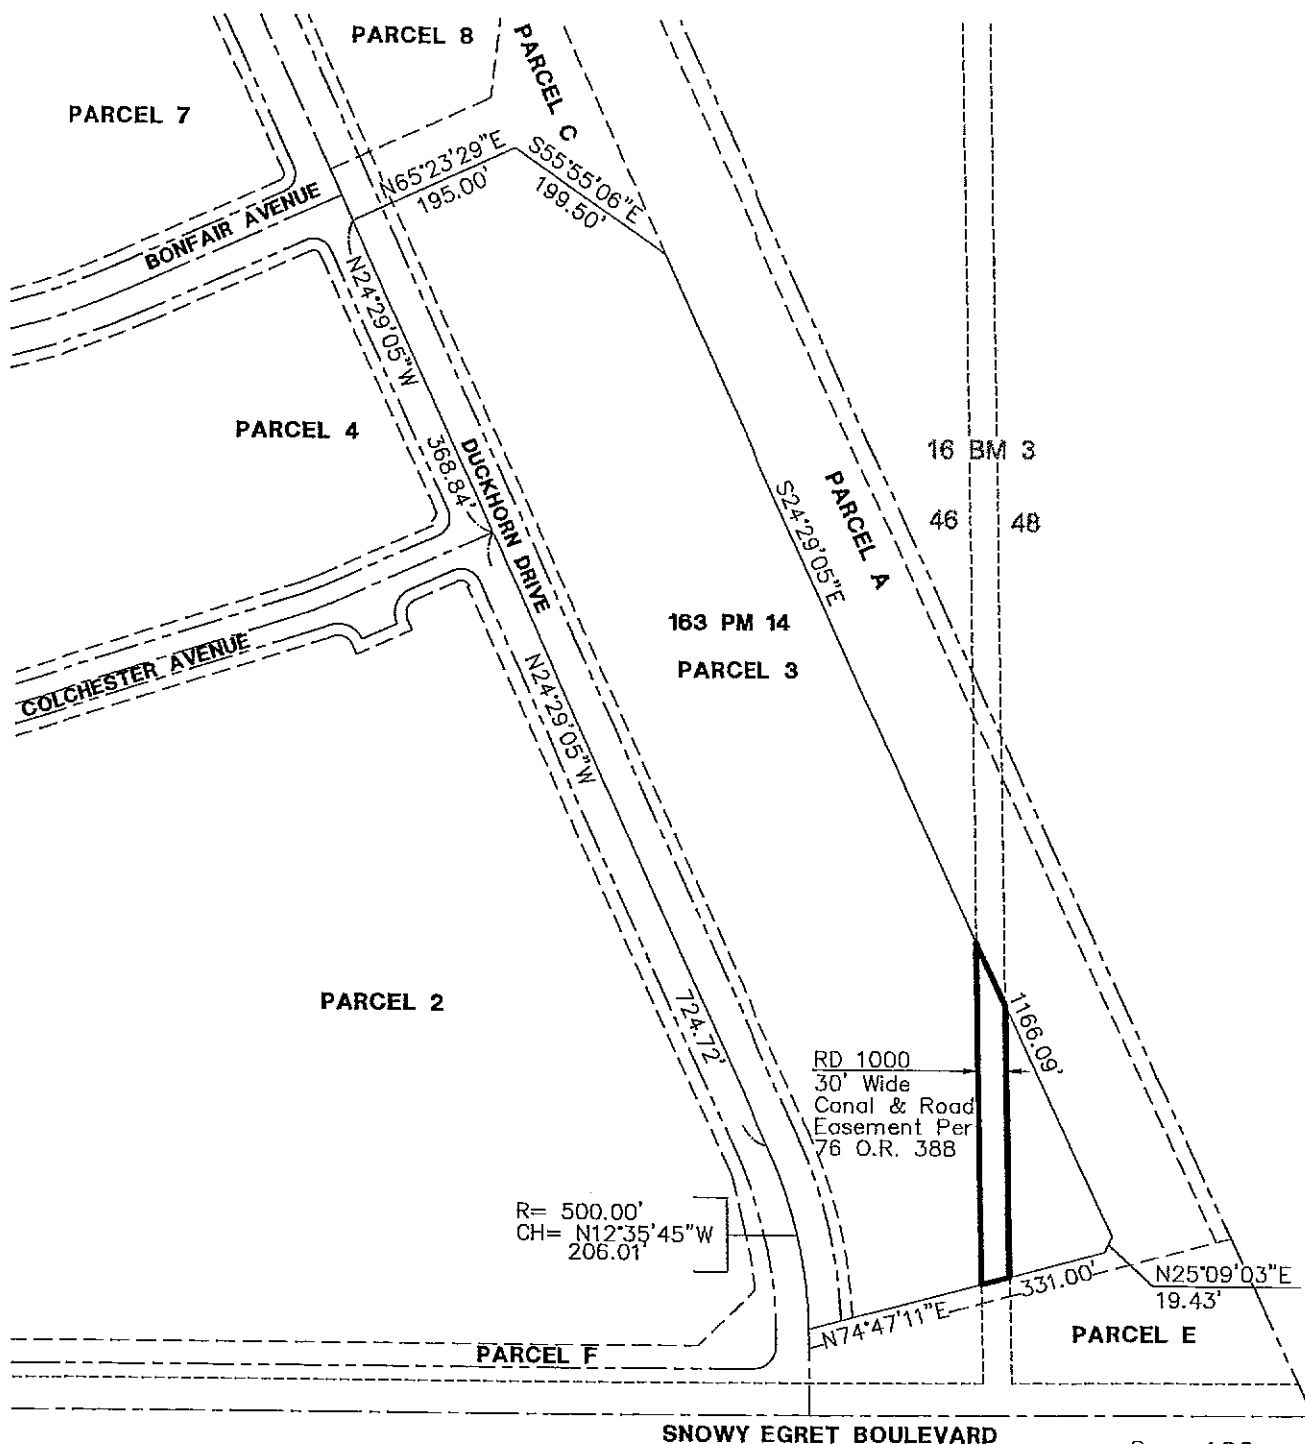 PARCEL 8
PARCEL C
PARCEL 7
N65°23'29"E
195.00'
S55°55'06"E
199.50'
BONFAIR AVENUE
N24°29'05"W
368.84'
PARCEL 4
DUCKHORN DRIVE
16 BM 3
46
48
PARCEL A
S24°29'05"E
163 PM 14
PARCEL 3
COLCHESTER AVENUE
N24°29'05"W
724.72'
PARCEL 2
1166.09'
RD 1000
30' Wide
Canal & Road
Easement Per
76 O.R. 388
R= 500.00'
CH= N12°35'45"W
206.01'
N74°47'11"E
331.00'
N25°09'03"E
19.43'
PARCEL E
PARCEL F
SNOWY EGRET BOULEVARD